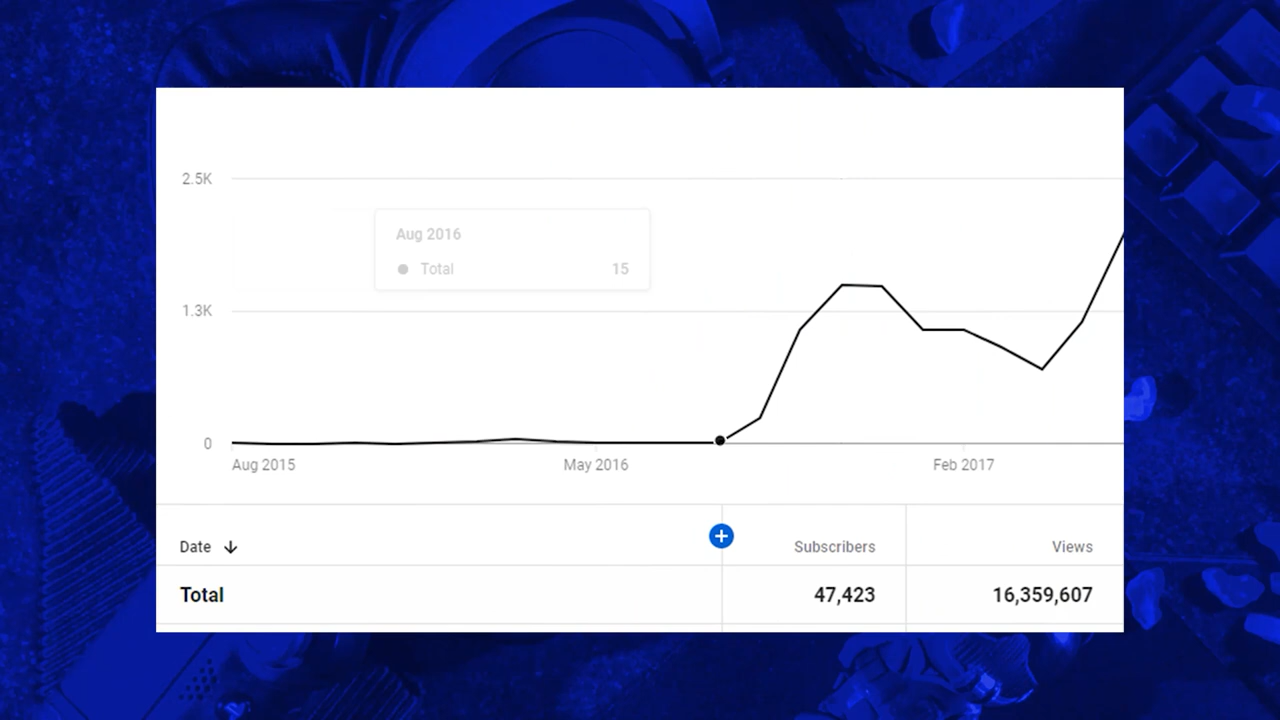 2.5K
Aug 2016
Total 15
1.3K
0
Aug 2015 May 2016 Feb 2017
Date Subscribers Views
Total 47,423 16,359,607